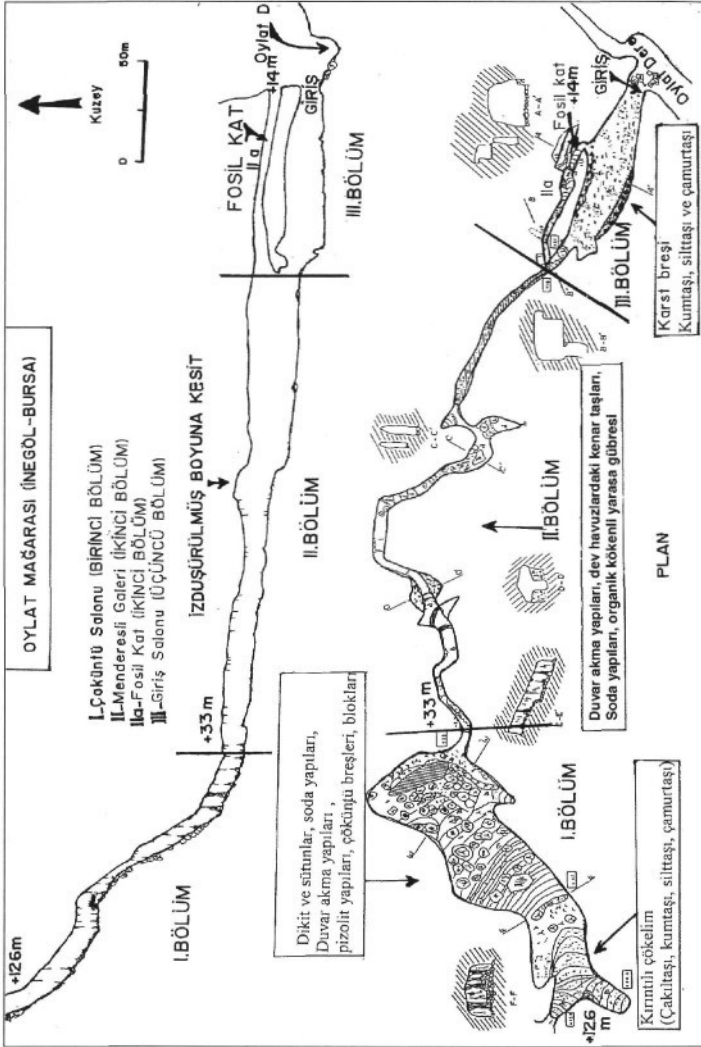 OYLAT MAĞARASI (İNEGÖL-BURSA)
I.Çoküntü Salonu (BİRİNCİ BÖLÜM)
II-Menderesli Galeri (İKİNCİ BÖLÜM)
IIa-Fosil Kat (İKİNCİ BÖLÜM)
III-Giriş Salonu (ÜÇÜNCÜ BÖLÜM)
Kuzey
0
50m
+126m
I.BÖLÜM
+33 m
İZDUŞÜRÜLMÜŞ BOYUNA KESİT
II.BÖLÜM
FOSİL KAT
II a
+14m
Oylat D
GİRİŞ
III.BÖLÜM
Dikit ve sütunlar, soda yapıları,
Duvar akma yapıları ,
pizolit yapıları, çöküntü breşleri, blokları
F-F
+126
m
I.BÖLÜM
+33m
E-E
D-D
II.BÖLÜM
C-C
B-B'
A-A'
IIa
Fosil kat
+14m
GİRİŞ
Oylat Dere
III.BÖLÜM
Kırıntılı çökelim
(Çakıltaşı, kumtaşı, silttaşı, çamurtaşı)
Duvar akma yapıları, dev havuzlardaki kenar taşları,
Soda yapıları, organik kökenli yarasa gübresi
Karst breşi
Kumtaşı, silttaşı ve çamurtaşı
PLAN